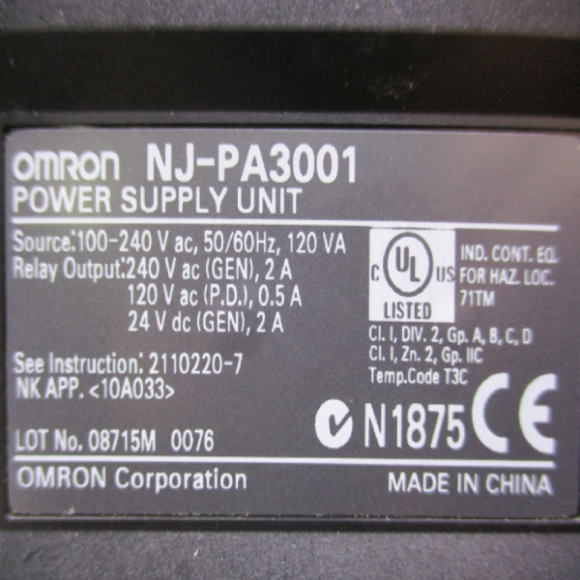 OMRON NJ-PA3001
POWER SUPPLY UNIT
Source:100-240 V ac, 50/60Hz, 120 VA
Relay Output:240 V ac (GEN), 2 A
120 V ac (P.D.), 0.5 A
24 V dc (GEN), 2 A
See Instruction: 2110220-7
NK APP. <10A033>
LOT No. 08715M 0076
C UL US
LISTED
IND. CONT. EQ.
FOR HAZ. LOC.
71TM
Cl. I, DIV. 2, Gp. A, B, C, D
Cl. I, Zn. 2, Gp. IIC
Temp.Code T3C
N1875 CE
OMRON Corporation
MADE IN CHINA